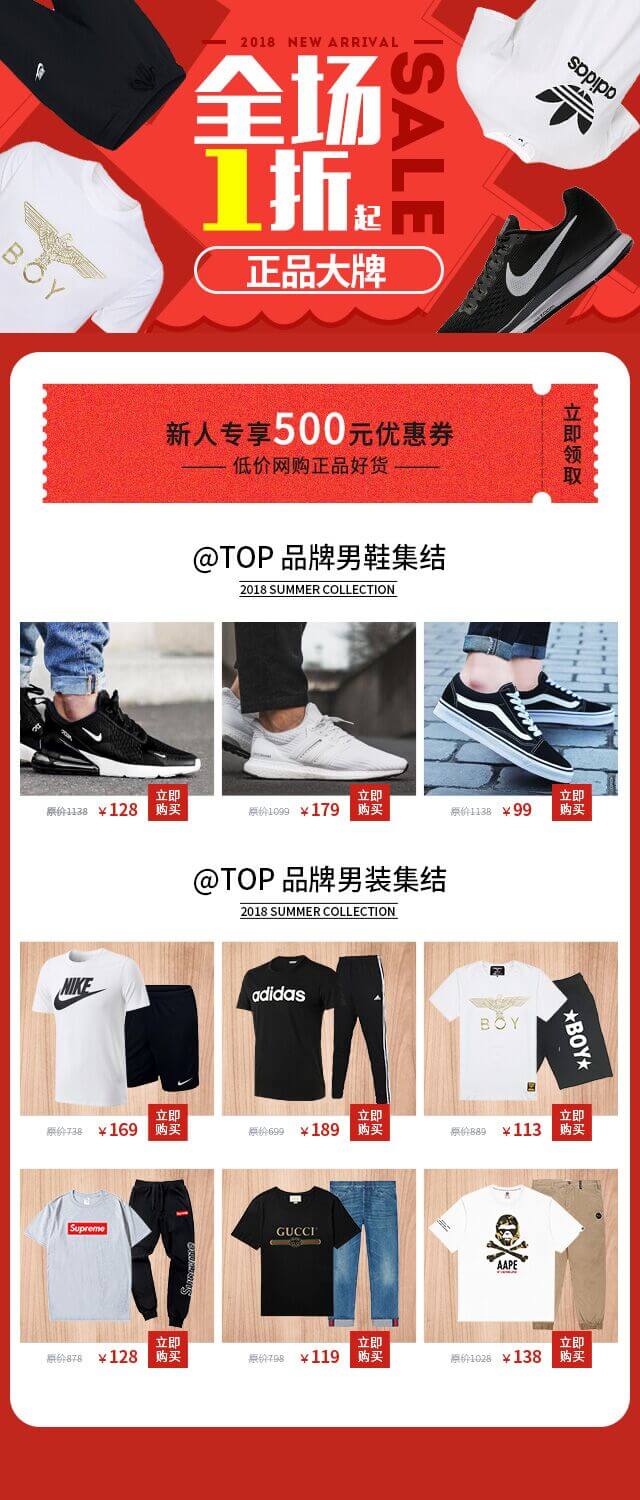 2018 NEW ARRIVAL
SALE
全场
1折起
正品大牌
adidas
BOY
新人专享500元优惠券
低价网购正品好货
立即领取
@TOP 品牌男鞋集结
2018 SUMMER COLLECTION
原价1138 ¥128 立即购买
原价1099 ¥179 立即购买
原价1138 ¥99 立即购买
@TOP 品牌男装集结
2018 SUMMER COLLECTION
NIKE
adidas
BOY
★BOY★
原价738 ¥169 立即购买
原价699 ¥189 立即购买
原价889 ¥113 立即购买
Supreme
Supreme
GUCCI
AAPE
原价878 ¥128 立即购买
原价798 ¥119 立即购买
原价1028 ¥138 立即购买